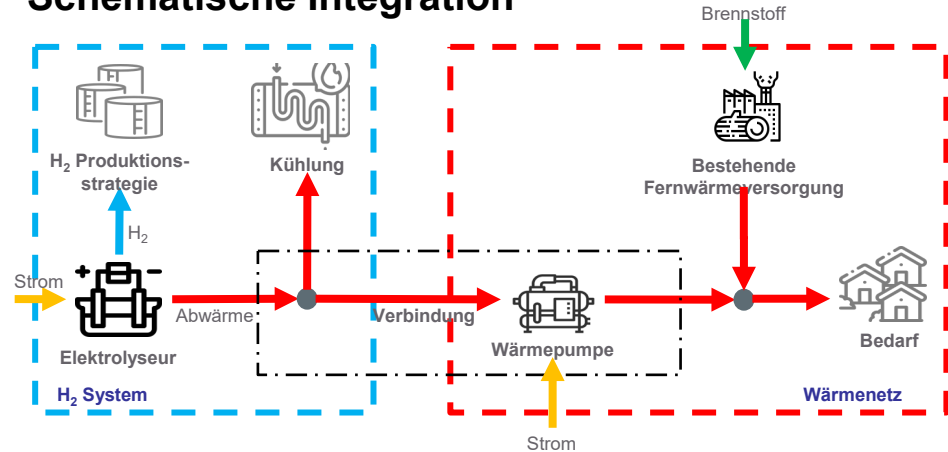 Schematische Integration
Brennstoff
H₂ Produktions-
strategie
Kühlung
Bestehende
Fernwärmeversorgung
H₂
Strom
Abwärme
Verbindung
Elektrolyseur
Wärmepumpe
Bedarf
H₂ System
Wärmenetz
Strom